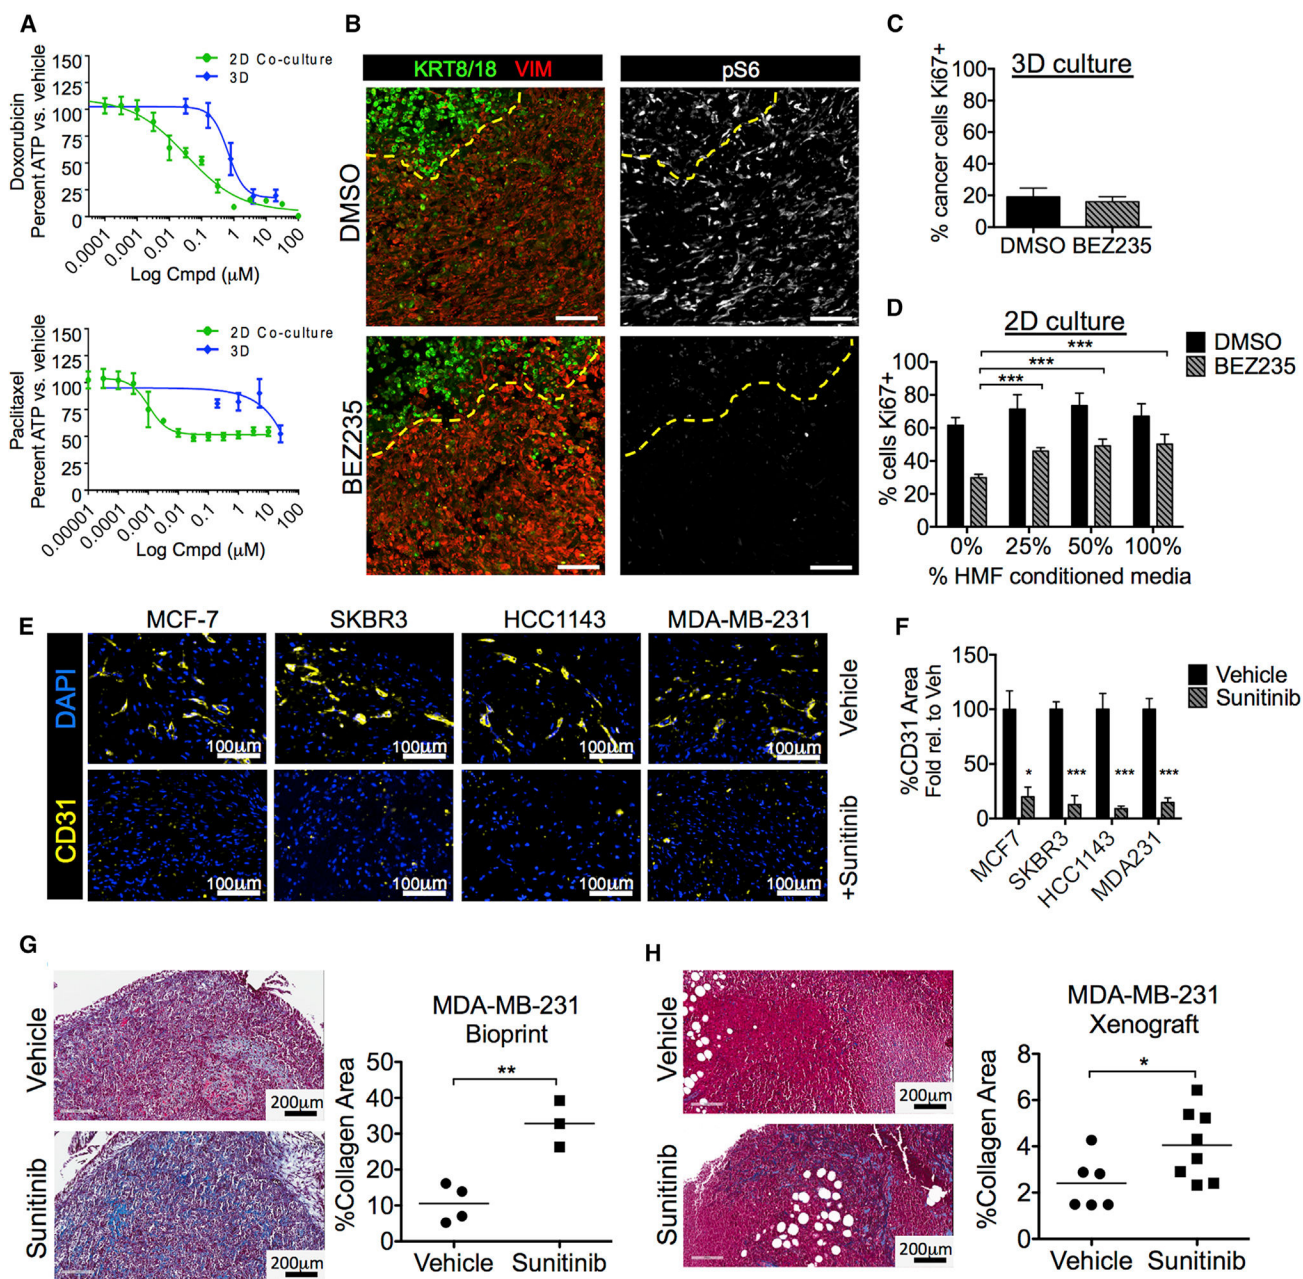 A
Doxorubicin
Percent ATP vs. vehicle
150
125
100
75
50
25
0
2D Co-culture
3D
0.0001
0.001
0.01
0.1
1
10
100
Log Cmpd (μM)
Paclitaxel
Percent ATP vs. vehicle
150
125
100
75
50
25
0
2D Co-culture
3D
0.00001
0.0001
0.001
0.01
0.1
1
10
100
Log Cmpd (μM)
B
KRT8/18 VIM
pS6
DMSO
BEZ235
C
3D culture
% cancer cells Ki67+
100
80
60
40
20
0
DMSO BEZ235
D
2D culture
DMSO
BEZ235
% cells Ki67+
100
80
60
40
20
0
***
***
***
0% 25% 50% 100%
% HMF conditioned media
E
MCF-7 SKBR3 HCC1143 MDA-MB-231
CD31 DAPI
Vehicle
+Sunitinib
100μm 100μm 100μm 100μm
100μm 100μm 100μm 100μm
F
%CD31 Area
Fold rel. to Veh
150
100
50
0
Vehicle
Sunitinib
* *** *** ***
MCF7
SKBR3
HCC1143
MDA231
G
Vehicle
200μm
Sunitinib
200μm
MDA-MB-231
Bioprint
%Collagen Area
50
40
30
20
10
0
**
Vehicle Sunitinib
H
Vehicle
200μm
Sunitinib
200μm
MDA-MB-231
Xenograft
%Collagen Area
8
6
4
2
0
*
Vehicle Sunitinib